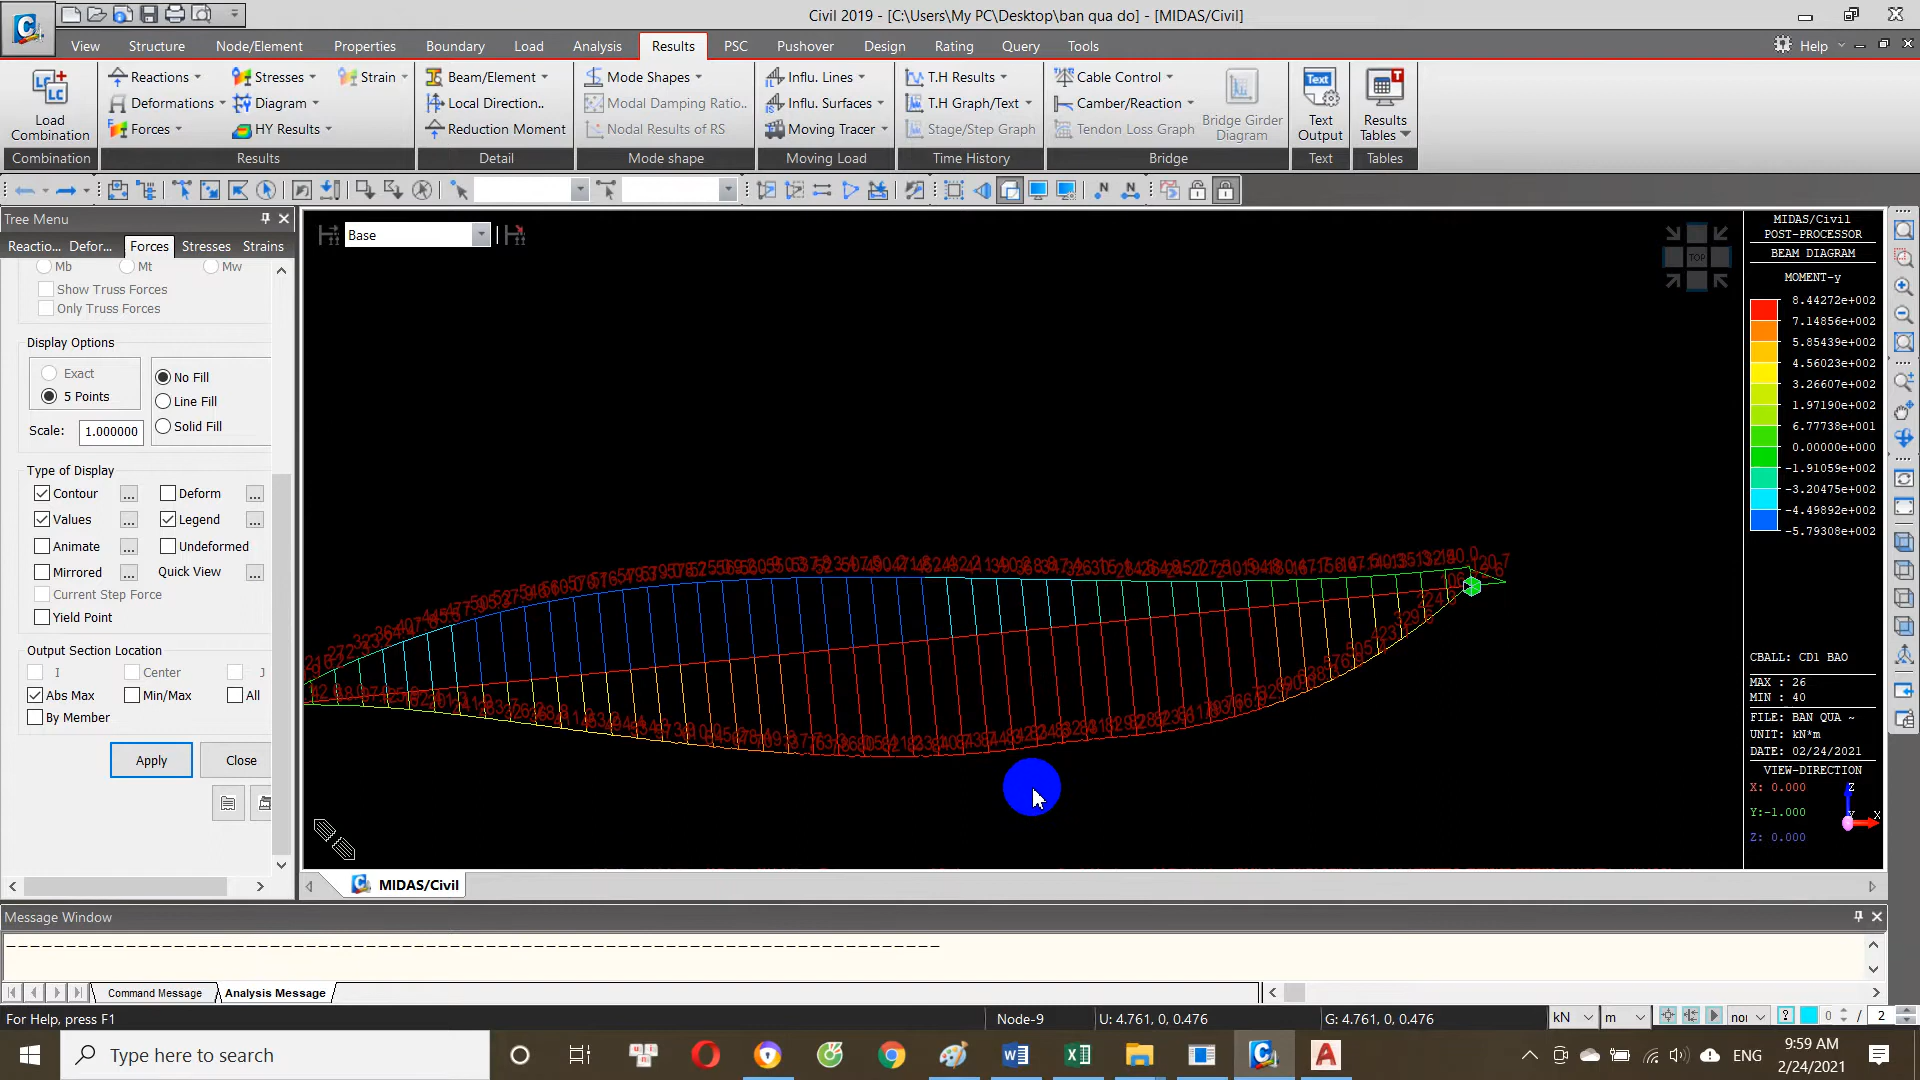 Civil 2019 - [C:\Users\My PC\Desktop\ban qua do] - [MIDAS/Civil]
View Structure Node/Element Properties Boundary Load Analysis Results PSC Pushover Design Rating Query Tools Help
Reactions Stresses Strain Beam/Element Mode Shapes Influ. Lines T.H Results Cable Control
Deformations Diagram Local Direction.. Modal Damping Ratio.. Influ. Surfaces T.H Graph/Text Camber/Reaction
Forces HY Results Reduction Moment Nodal Results of RS Moving Tracer Stage/Step Graph Tendon Loss Graph
Load Combination
Bridge Girder Diagram
Text Output
Results Tables
Combination Results Detail Mode shape Moving Load Time History Bridge Text Tables
Tree Menu
Reactio... Defor... Forces Stresses Strains
Mb Mt Mw
Show Truss Forces
Only Truss Forces
Display Options
Exact
5 Points
No Fill
Line Fill
Solid Fill
Scale: 1.000000
Type of Display
Contour ... Deform ...
Values ... Legend ...
Animate ... Undeformed
Mirrored ... Quick View ...
Current Step Force
Yield Point
Output Section Location
I Center J
Abs Max Min/Max All
By Member
Apply Close
Base
TOP
MIDAS/Civil
POST-PROCESSOR
BEAM DIAGRAM
MOMENT-y
8.44272e+002
7.14856e+002
5.85439e+002
4.56023e+002
3.26607e+002
1.97190e+002
6.77738e+001
0.00000e+000
-1.91059e+002
-3.20475e+002
-4.49892e+002
-5.79308e+002
CBALL: CD1 BAO
MAX : 26
MIN : 40
FILE: BAN QUA ~
UNIT: kN*m
DATE: 02/24/2021
VIEW-DIRECTION
X: 0.000
Y:-1.000
Z: 0.000
Z
X
MIDAS/Civil
Message Window
Command Message Analysis Message
For Help, press F1 Node-9 U: 4.761, 0, 0.476 G: 4.761, 0, 0.476 kN m nor 0 / 2
Type here to search
ENG
9:59 AM
2/24/2021